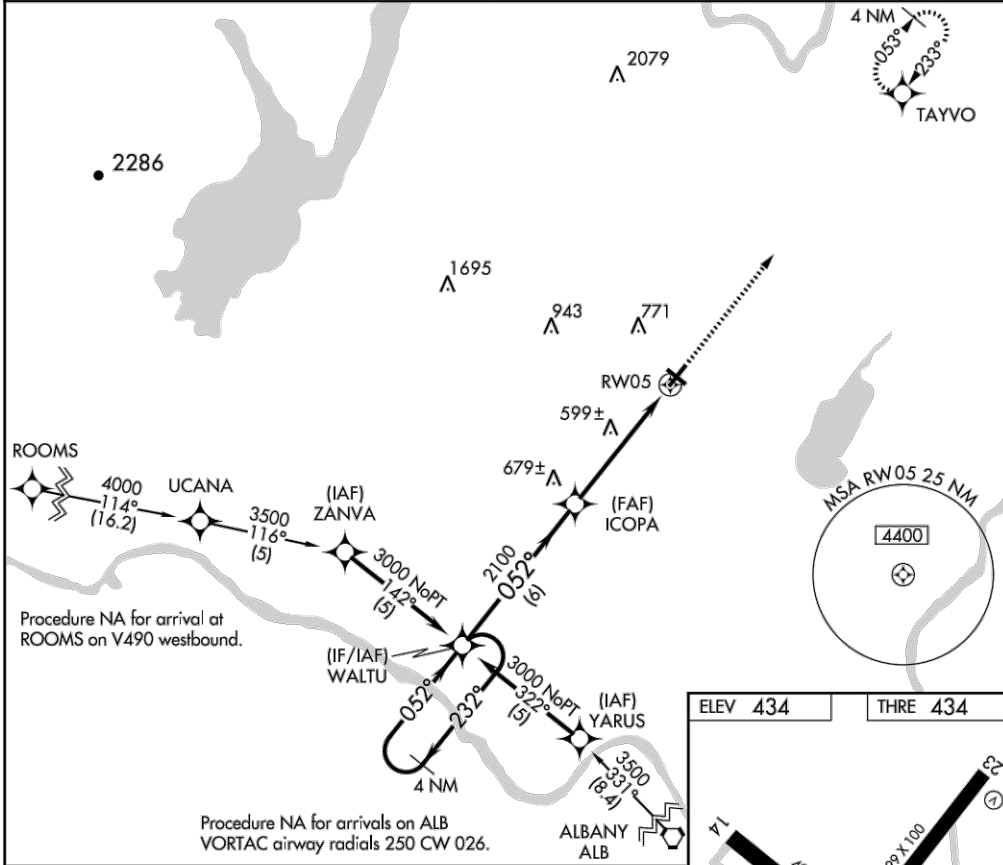 4 NM
053°
233°
TAYVO
2079
2286
1695
943
771
RW05
599±
679±
(FAF)
ICOPA
ROOMS
4000
114°
(16.2)
UCANA
3500
116°
(5)
(IAF)
ZANVA
3000 NoPT
142°
(5)
2100
052°
(6)
MSA RW05 25 NM
4400
Procedure NA for arrival at
ROOMS on V490 westbound.
(IF/IAF)
WALTU
052°
232°
4 NM
3000 NoPT
322°
(5)
(IAF)
YARUS
3500
331°
(8.4)
ALBANY
ALB
Procedure NA for arrivals on ALB
VORTAC airway radials 250 CW 026.
ELEV 434
THRE 434
23
V
14
X 100